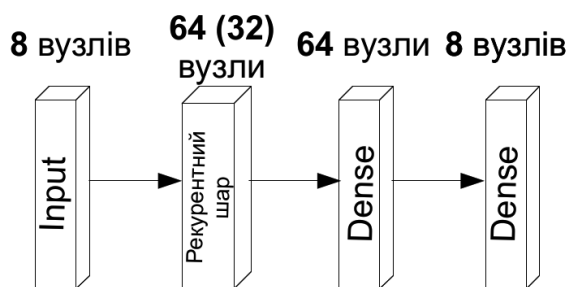 8 вузлів
64 (32)
вузли
64 вузли
8 вузлів
Input
Рекурентний
шар
Dense
Dense